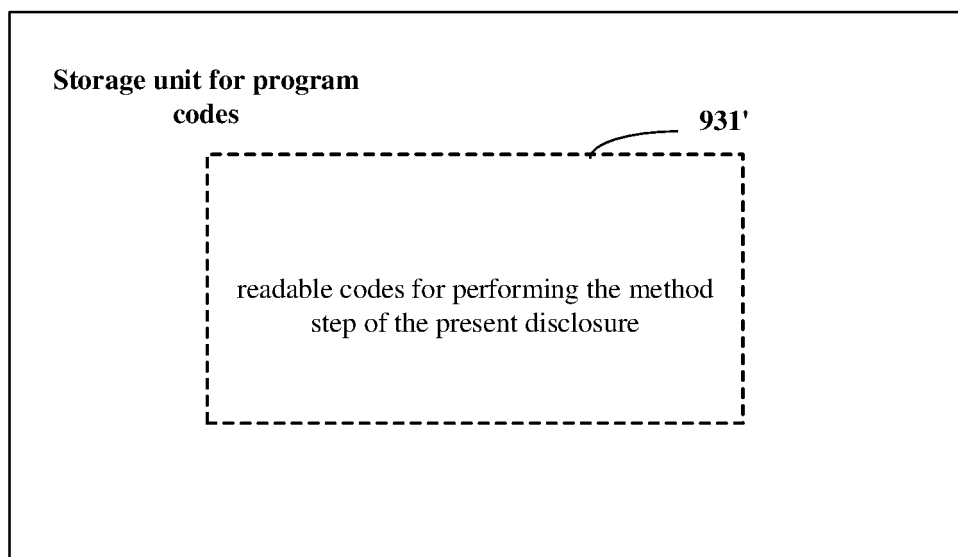 Storage unit for program
codes
931'
readable codes for performing the method
step of the present disclosure